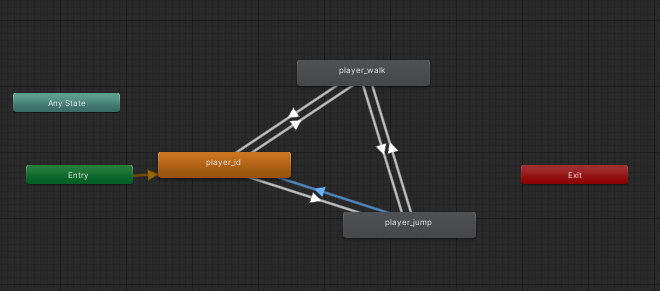 player_walk
Any State
player_id
Entry
Exit
player_jump